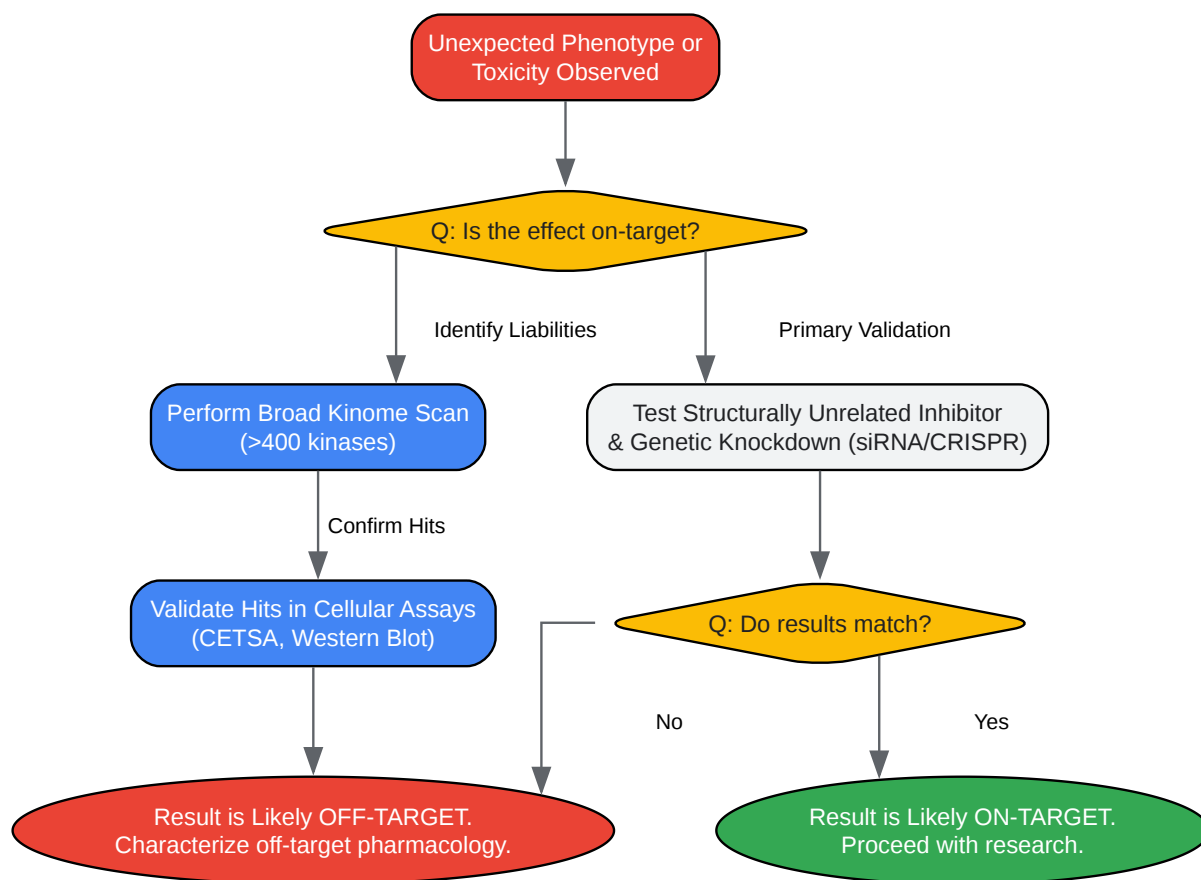 Unexpected Phenotype or
Toxicity Observed
Q: Is the effect on-target?
Identify Liabilities
Primary Validation
Perform Broad Kinome Scan
(>400 kinases)
Test Structurally Unrelated Inhibitor
& Genetic Knockdown (siRNA/CRISPR)
Confirm Hits
Validate Hits in Cellular Assays
(CETSA, Western Blot)
Q: Do results match?
No
Yes
Result is Likely OFF-TARGET.
Characterize off-target pharmacology.
Result is Likely ON-TARGET.
Proceed with research.